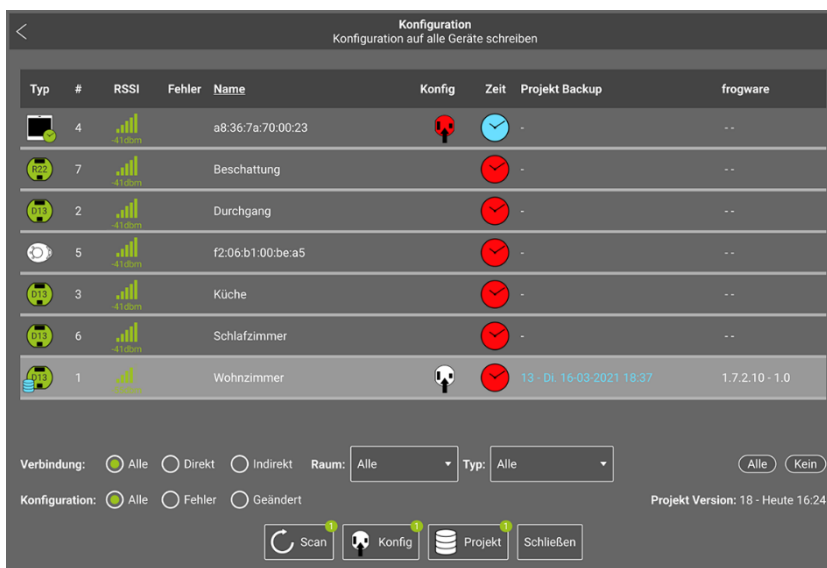 Konfiguration
Konfiguration auf alle Geräte schreiben
Typ # RSSI Fehler Name Konfig Zeit Projekt Backup frogware
4 -41dbm a8:36:7a:70:00:23 - - -
R22 7 -41dbm Beschattung - - -
D13 2 -41dbm Durchgang - - -
5 -41dbm f2:06:b1:00:be:a5 - - -
D13 3 -41dbm Küche - - -
D13 6 -41dbm Schlafzimmer - - -
D13 1 Wohnzimmer 13 - Di. 16-03-2021 18:37 1.7.2.10 - 1.0
Verbindung: Alle Direkt Indirekt Raum: Alle Typ: Alle Alle Kein
Konfiguration: Alle Fehler Geändert Projekt Version: 18 - Heute 16:24
Scan 1 Konfig 1 Projekt 1 Schließen